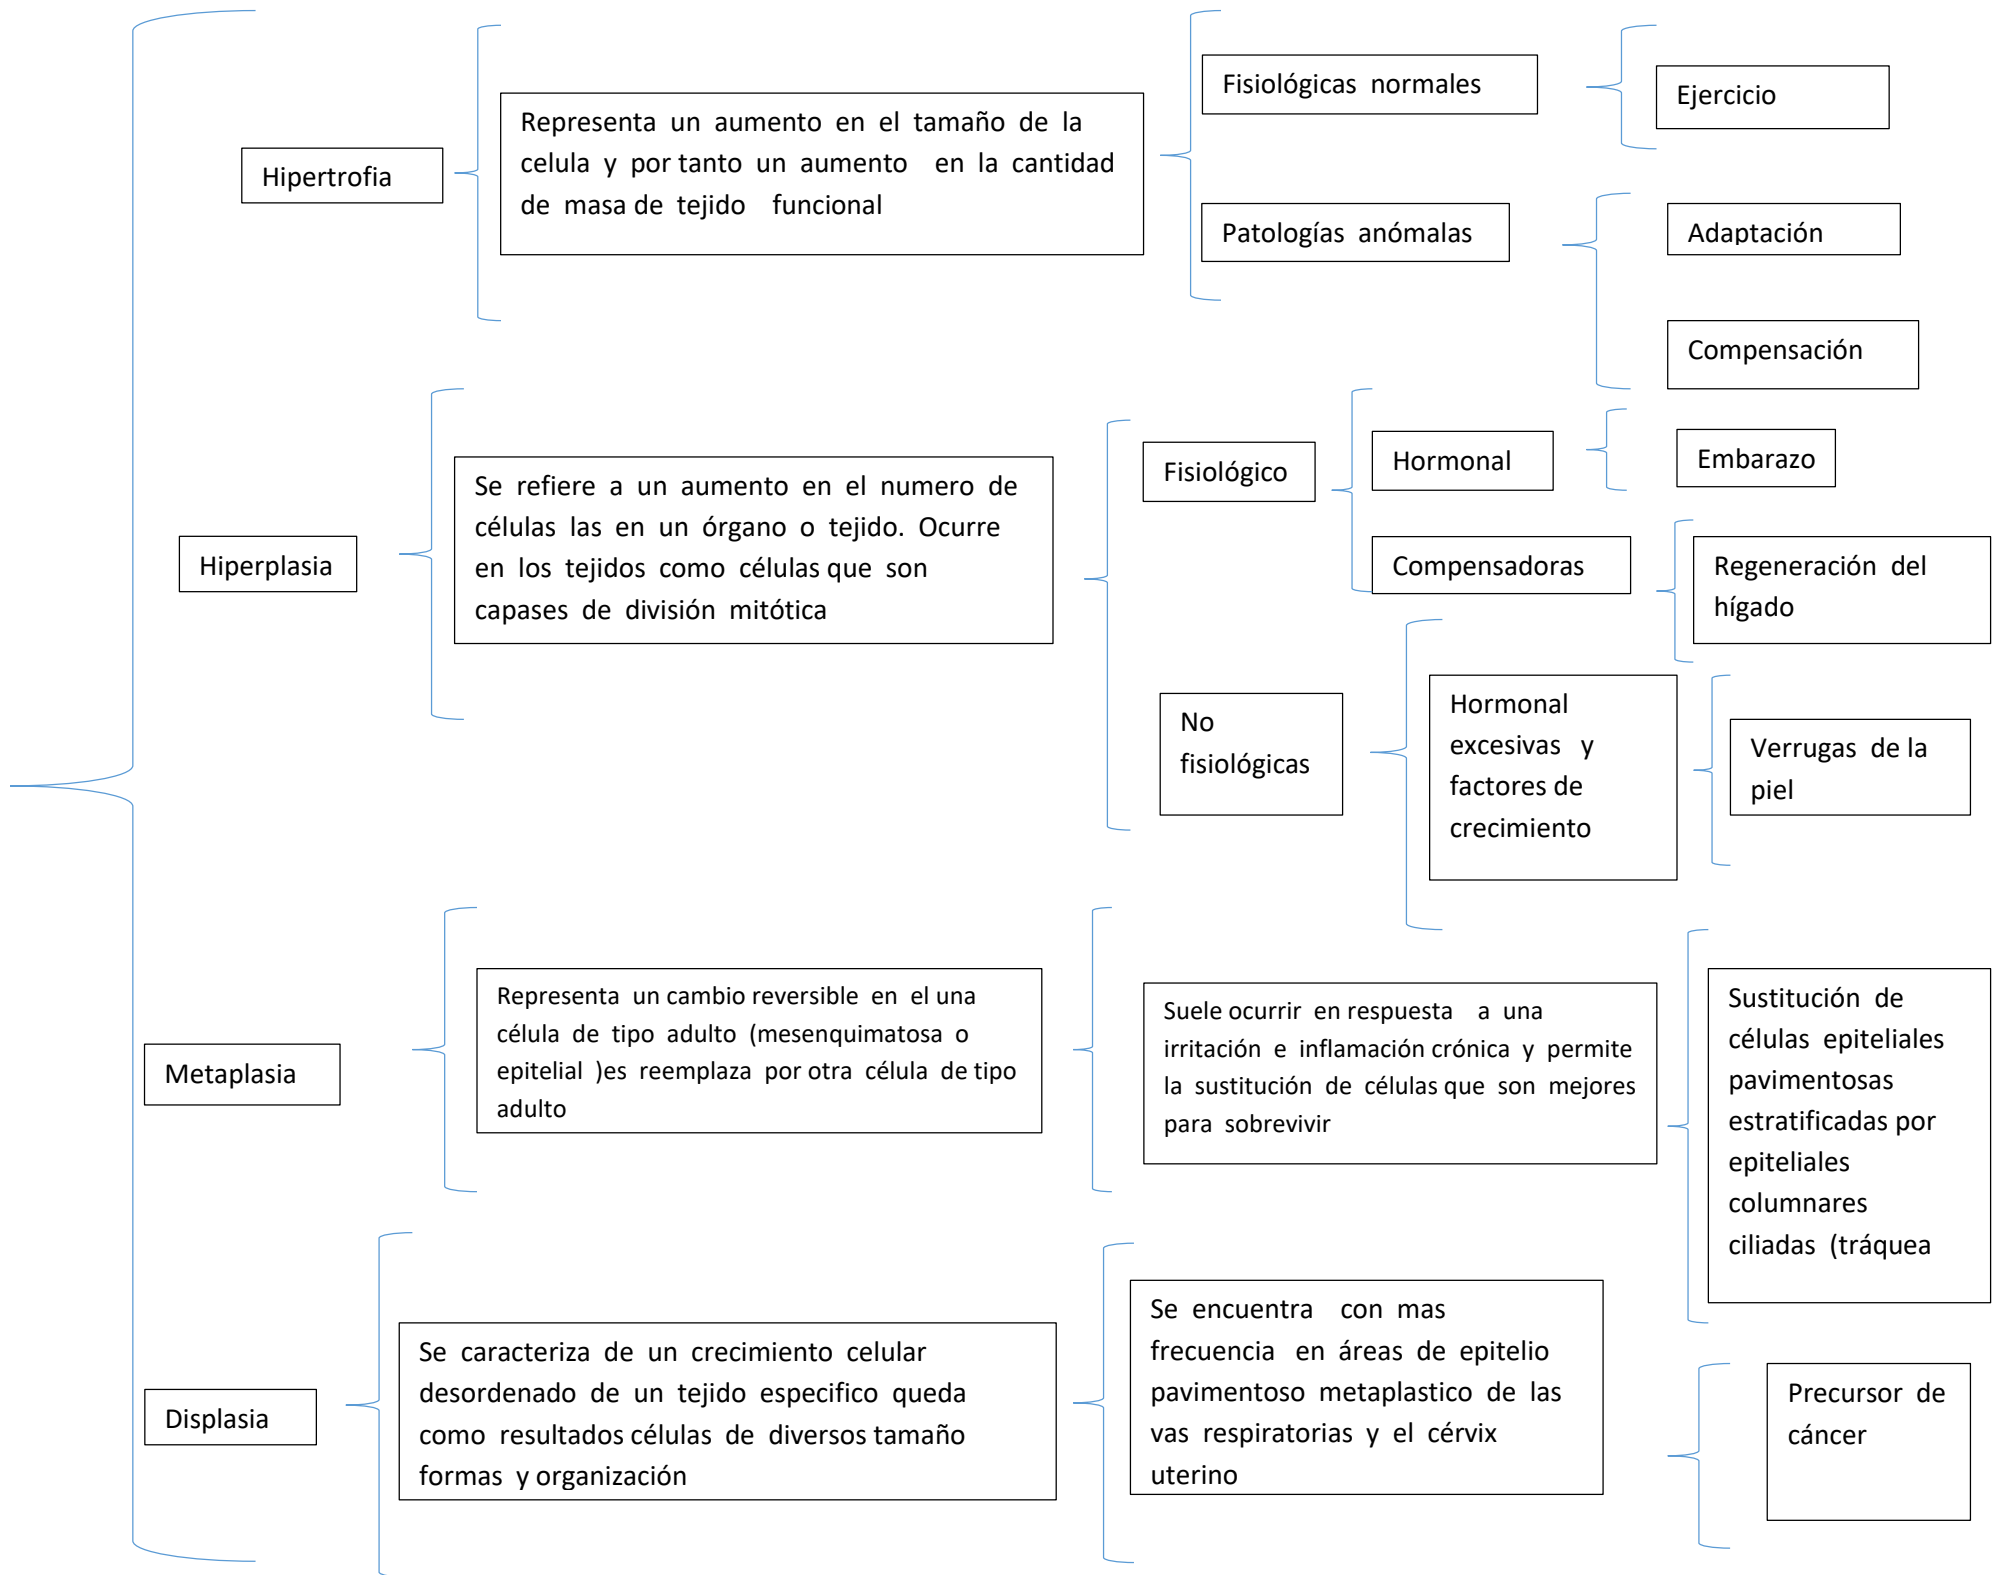 Hipertrofia
Representa un aumento en el tamaño de la
celula y por tanto un aumento en la cantidad
de masa de tejido funcional
Fisiológicas normales
Ejercicio
Patologías anómalas
Adaptación
Compensación
Hiperplasia
Se refiere a un aumento en el numero de
células las en un órgano o tejido. Ocurre
en los tejidos como células que son
capases de división mitótica
Fisiológico
Hormonal
Embarazo
Compensadoras
Regeneración del
hígado
No
fisiológicas
Hormonal
excesivas y
factores de
crecimiento
Verrugas de la
piel
Metaplasia
Representa un cambio reversible en el una
célula de tipo adulto (mesenquimatosa o
epitelial )es reemplaza por otra célula de tipo
adulto
Suele ocurrir en respuesta a una
irritación e inflamación crónica y permite
la sustitución de células que son mejores
para sobrevivir
Sustitución de
células epiteliales
pavimentosas
estratificadas por
epiteliales
columnares
ciliadas (tráquea
Displasia
Se caracteriza de un crecimiento celular
desordenado de un tejido especifico queda
como resultados células de diversos tamaño
formas y organización
Se encuentra con mas
frecuencia en áreas de epitelio
pavimentoso metaplastico de las
vas respiratorias y el cérvix
uterino
Precursor de
cáncer